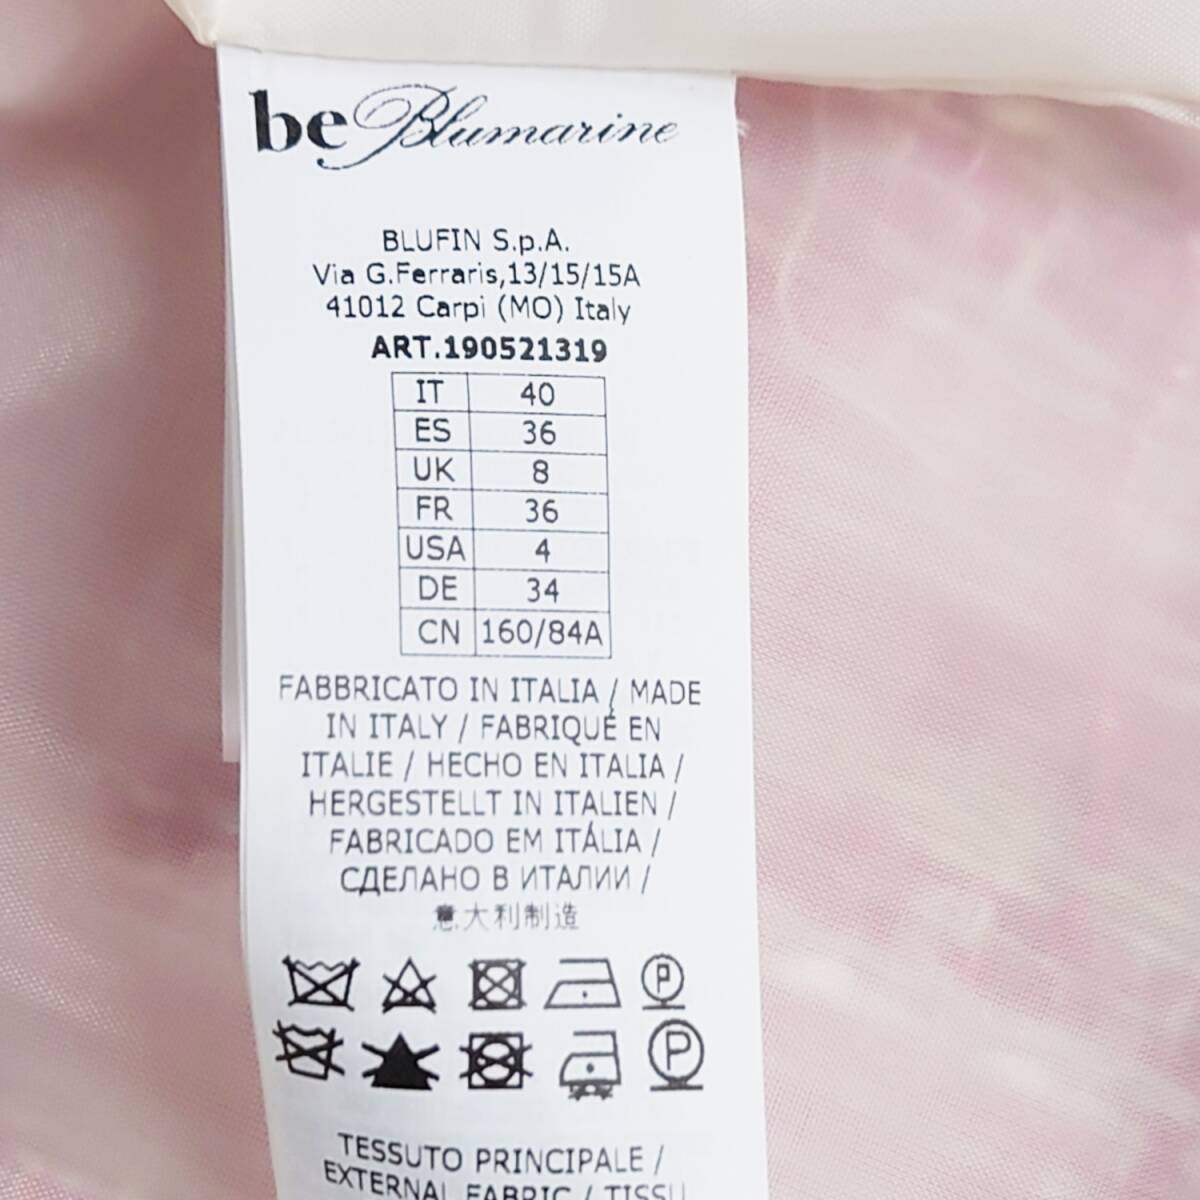 be Blumarine
BLUFIN S.p.A.
Via G.Ferraris,13/15/15A
41012 Carpi (MO) Italy
ART.190521319
IT 40
ES 36
UK 8
FR 36
USA 4
DE 34
CN 160/84A
FABBRICATO IN ITALIA / MADE
IN ITALY / FABRIQUÉ EN
ITALIE / HECHO EN ITALIA /
HERGESTELLT IN ITALIEN /
FABRICADO EM ITÁLIA /
СДЕЛАНО В ИТАЛИИ /
意大利制造
P
P
TESSUTO PRINCIPALE /
EXTERNAL FABRIC / TISSU